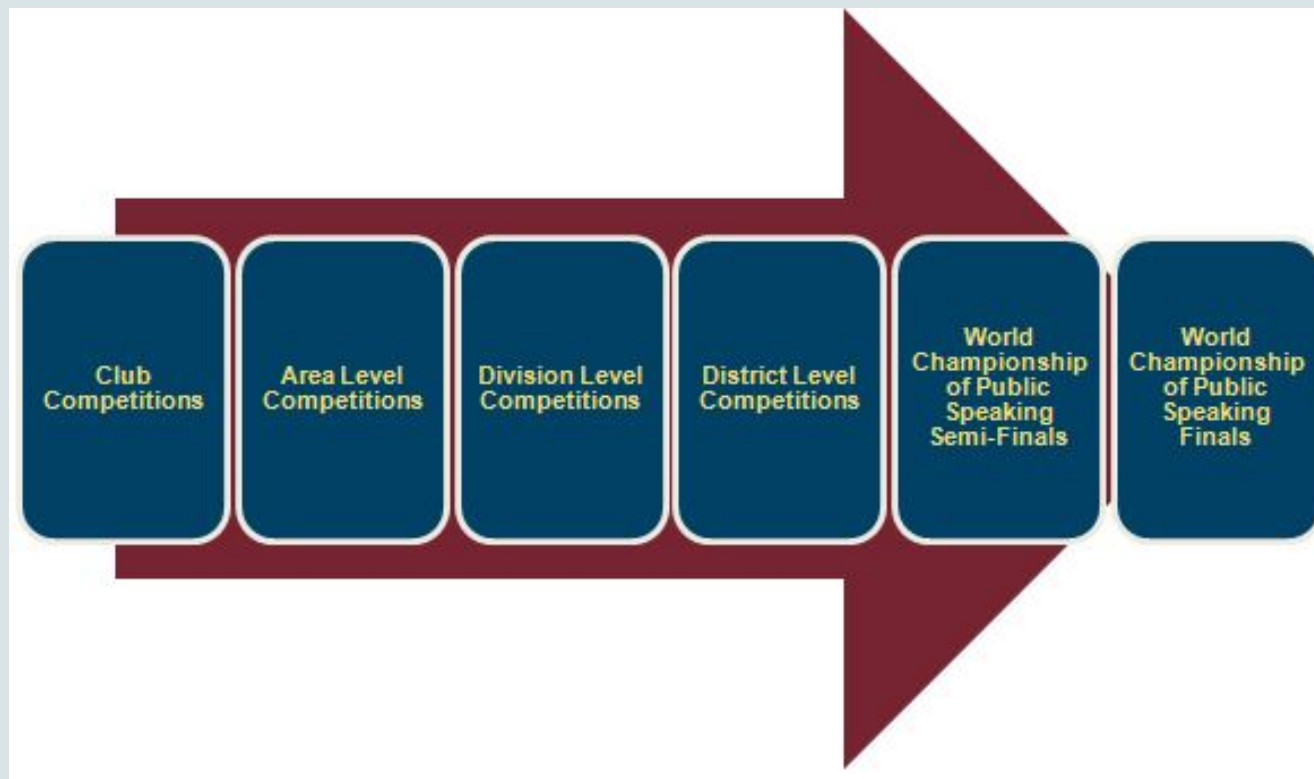 Club
Competitions
Area Level
Competitions
Division Level
Competitions
District Level
Competitions
World
Championship
of Public
Speaking
Semi-Finals
World
Championship
of Public
Speaking
Finals